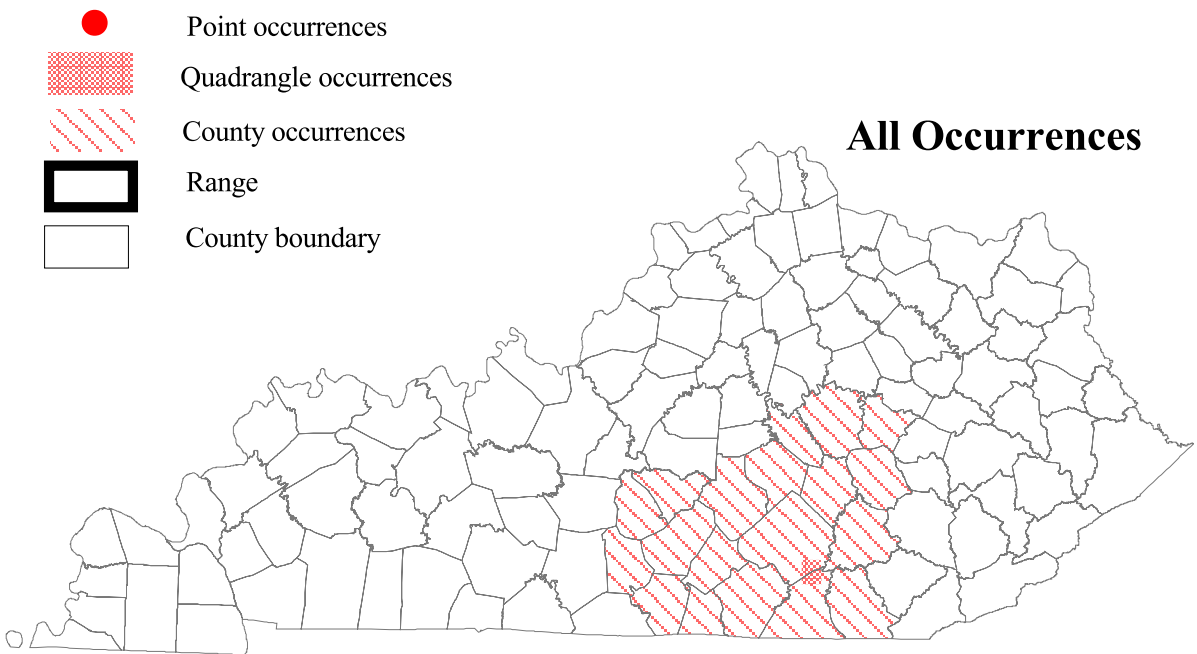 Point occurrences
Quadrangle occurrences
County occurrences
Range
County boundary
All Occurrences